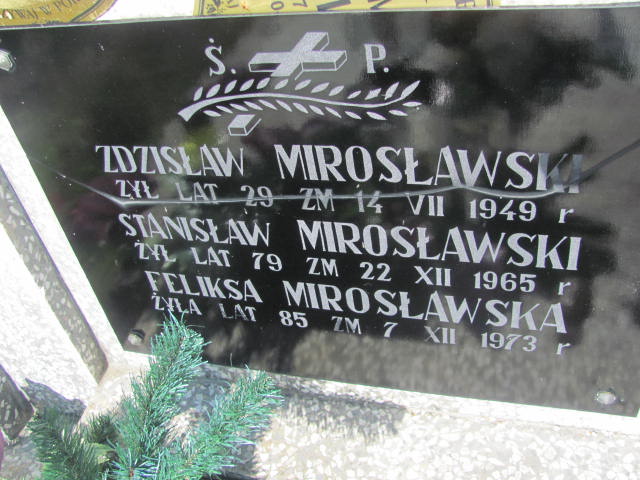 Ś. P.
ZDZISŁAW MIROSŁAWSKI
ŻYŁ LAT 29 ZM 14 VII 1949 r
STANISŁAW MIROSŁAWSKI
ŻYŁ LAT 79 ZM 22 XII 1965 r
FELIKSA MIROSŁAWSKA
ŻYŁA LAT 85 ZM 7 XII 1973 r